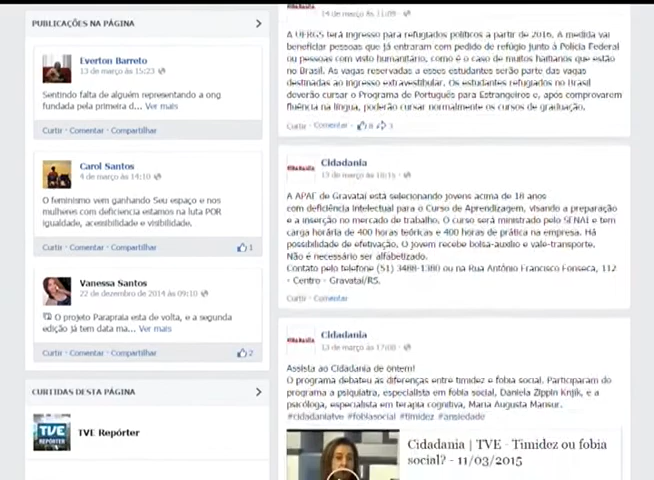 PUBLICAÇÕES NA PÁGINA
Everton Barreto
13 de março às 15:23
Sentindo falta de alguém representando a ong
fundada pela primeira d... Ver mais
Curtir · Comentar · Compartilhar
Carol Santos
4 de março às 14:10
O feminismo vem ganhando Seu espaço e nos
mulheres com deficiencia estamos na luta POR
igualdade, acessibilidade e visibilidade.
Curtir · Comentar · Compartilhar 1
Vanessa Santos
22 de dezembro de 2014 às 09:10
O projeto Parapraia esta de volta, e a segunda
edição já tem data ma... Ver mais
Curtir · Comentar · Compartilhar 2
CURTIDAS DESTA PÁGINA
TVE
REPÓRTER
TVE Repórter
14 de março às 11:09
A UFRGS terá ingresso para refugiados políticos a partir de 2016. A medida vai
beneficiar pessoas que já entraram com pedido de refúgio junto à Polícia Federal
ou pessoas com visto humanitário, como é o caso de muitos haitianos que estão
no Brasil. As vagas reservadas a esses estudantes serão parte das vagas
destinadas ao ingresso extravestibular. Os estudantes refugiados no Brasil
deverão cursar o Programa de Português para Estrangeiros e, após comprovarem
fluência na língua, poderão cursar normalmente os cursos de graduação.
Curtir · Comentar · 8 3
Cidadania
13 de março às 18:15
A APAE de Gravataí está selecionando jovens acima de 18 anos
com deficiência intelectual para o Curso de Aprendizagem, visando a preparação
e a inserção no mercado de trabalho. O curso será ministrado pelo SENAI e tem
carga horária de 400 horas teóricas e 400 horas de prática na empresa. Há
possibilidade de efetivação. O jovem recebe bolsa-auxílio e vale-transporte.
Não é necessário ser alfabetizado.
Contato pelo telefone (51) 3488-1380 ou na Rua Antônio Francisco Fonseca, 112
- Centro - Gravataí/RS.
Curtir · Comentar
Cidadania
13 de março às 17:08
Assista ao Cidadania de ontem!
O programa debateu as diferenças entre timidez e fobia social. Participaram do
programa a psiquiatra, especialista em fobia social, Daniela Zippin Knijik, e a
psicóloga, especialista em terapia cognitiva, Maria Augusta Mansur.
#cidadaniatve #fobiasocial #timidez #ansiedade
Cidadania | TVE - Timidez ou fobia
social? - 11/03/2015